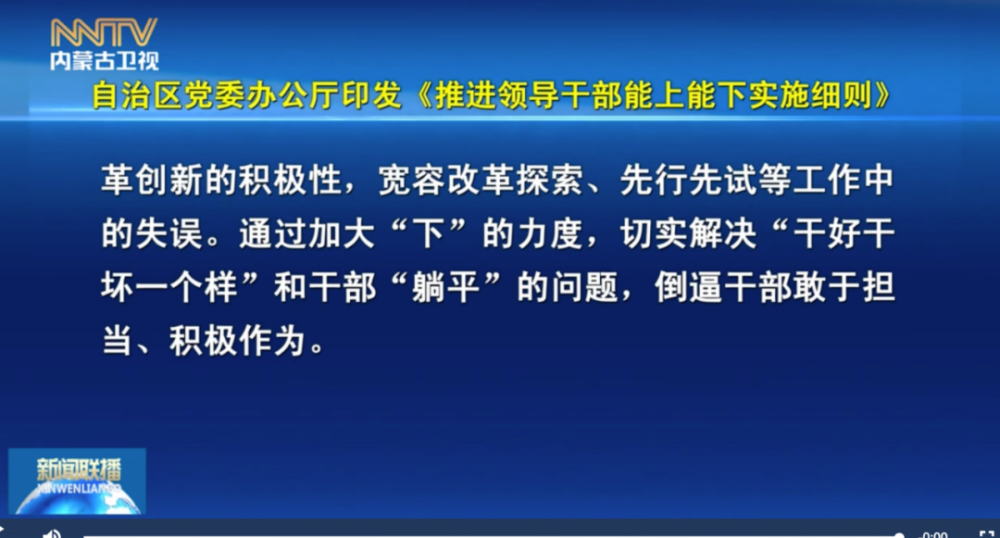 NNTV
内蒙古卫视
自治区党委办公厅印发《推进领导干部能上能下实施细则》
革创新的积极性，宽容改革探索、先行先试等工作中
的失误。通过加大“下”的力度，切实解决“干好干
坏一个样”和干部“躺平”的问题，倒逼干部敢于担
当、积极作为。
新闻联播
XINWENLIANBO
-0:00